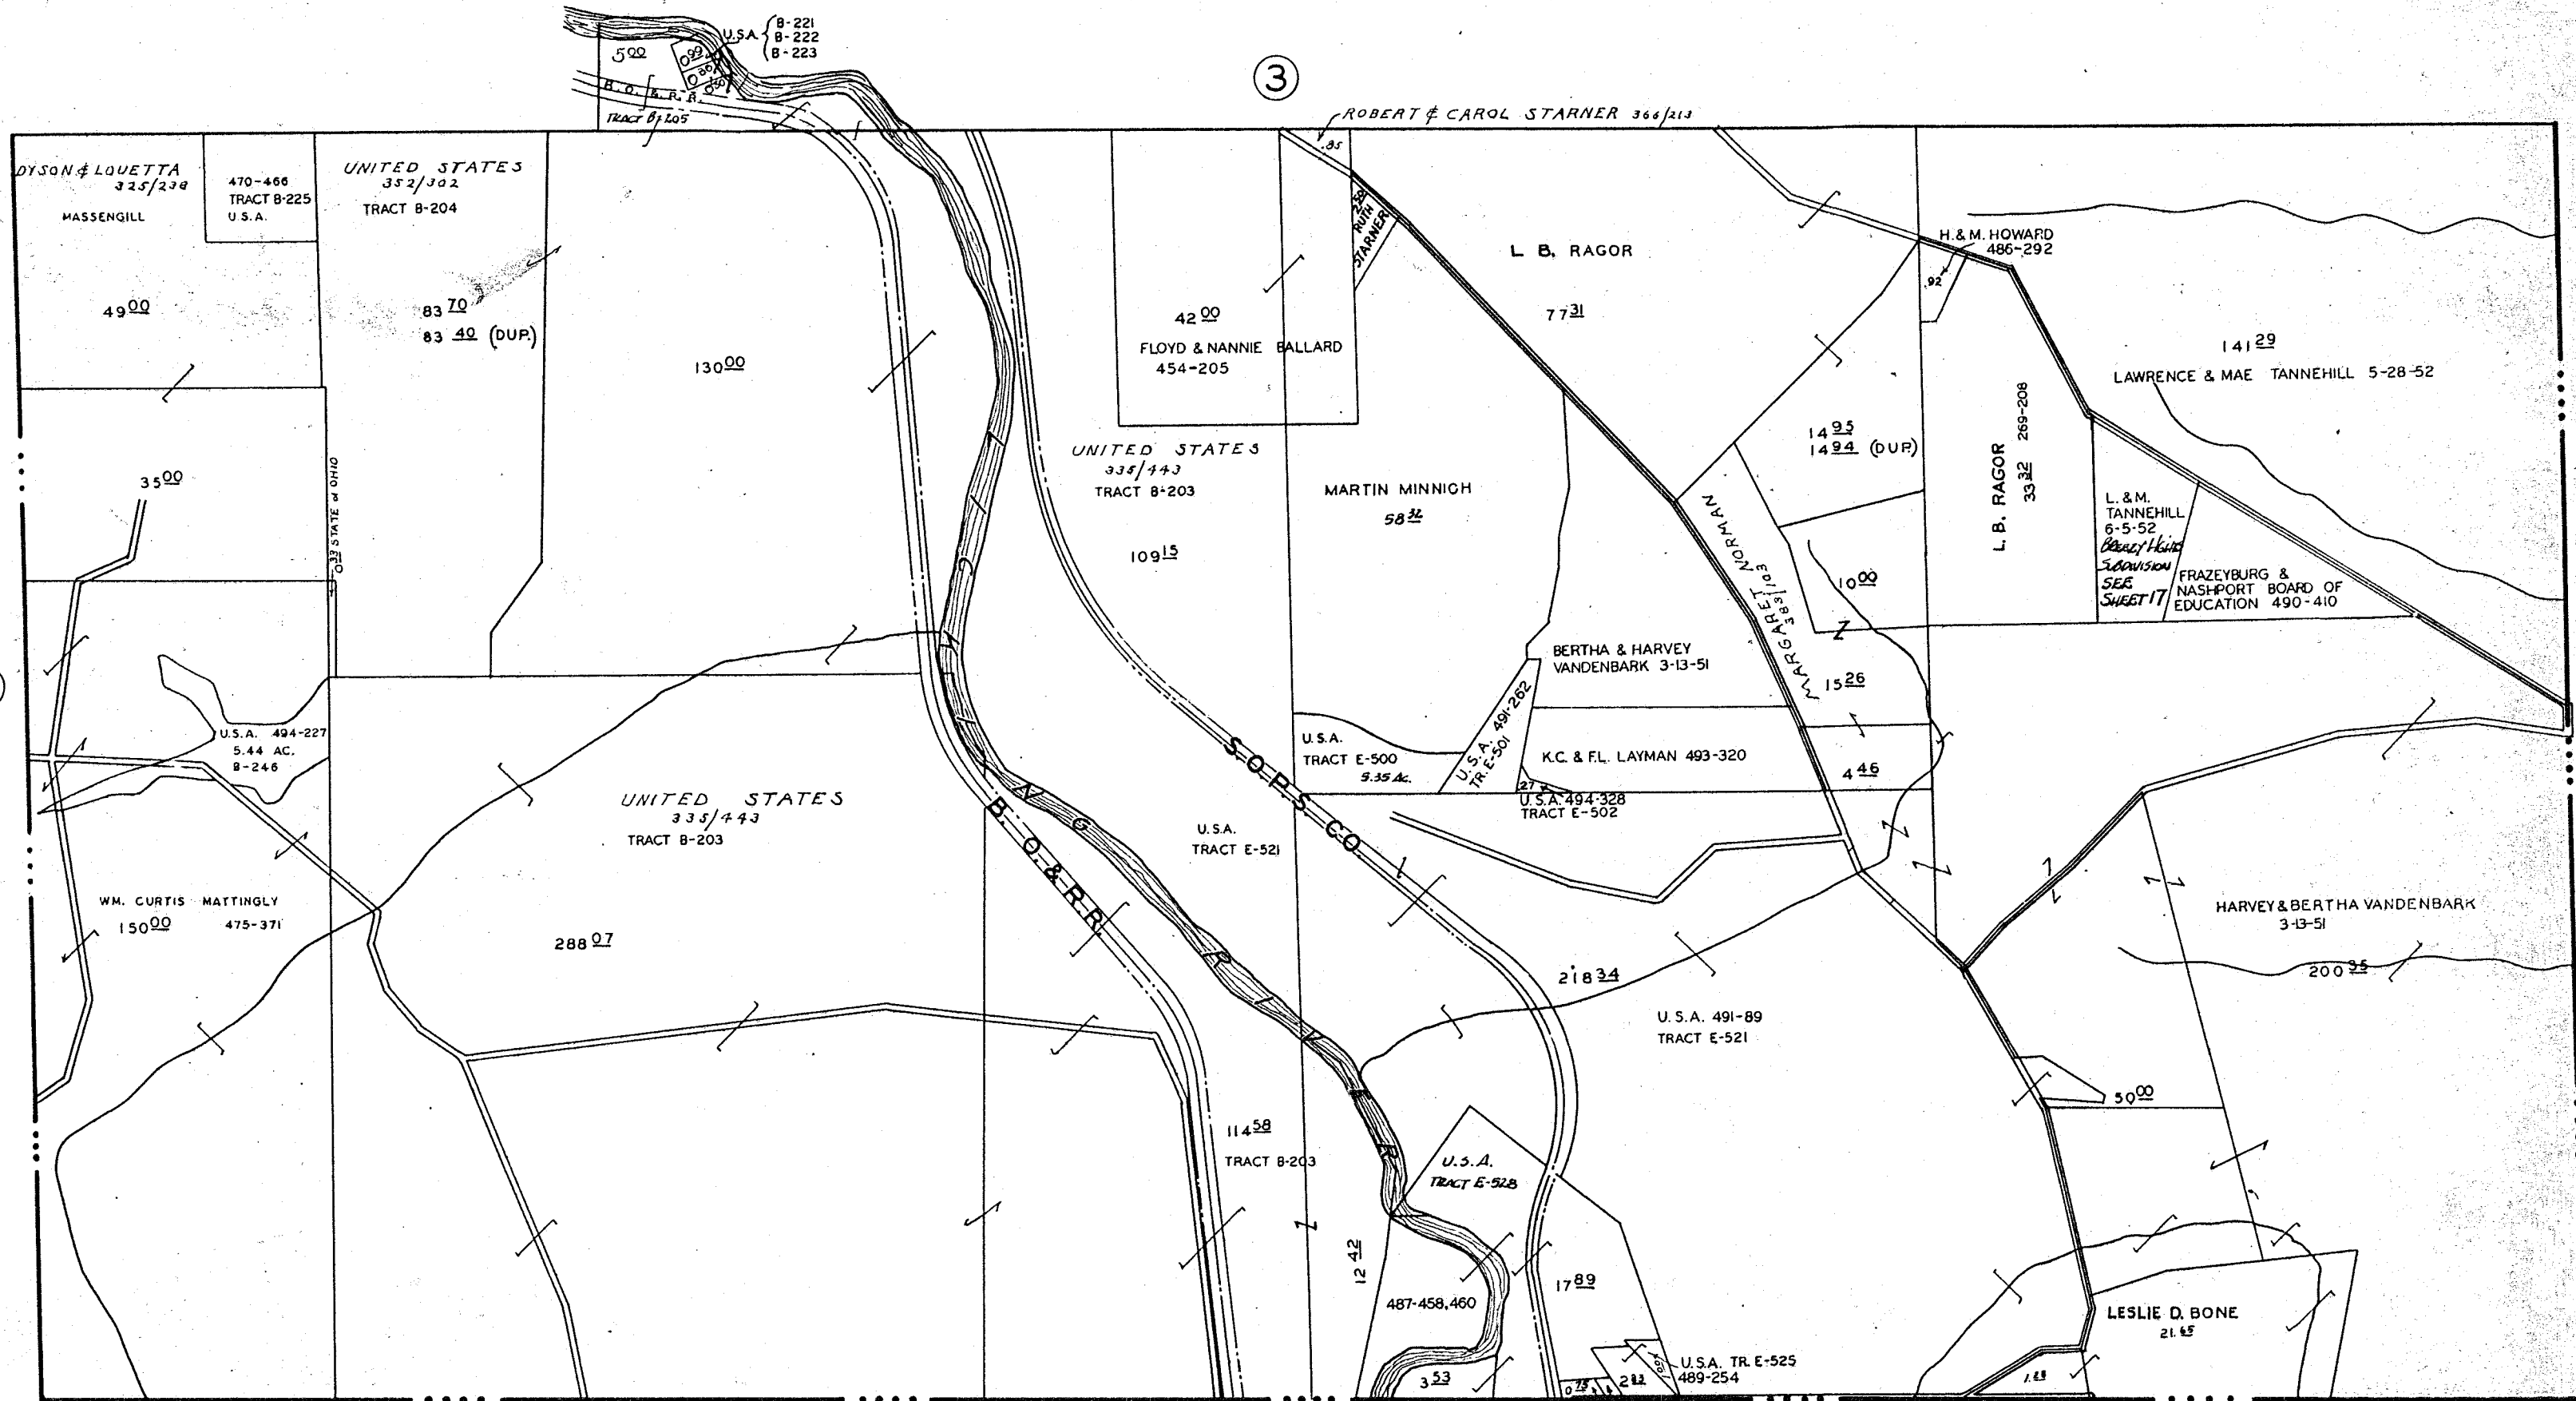 U.S.A. { B-221
B-222
B-223
5 00
0 99
B. O. & R. R.
TRACT B-205
3
ROBERT & CAROL STARNER 366/213
.85
DYSON & LOUETTA
325/238
MASSENGILL
49 00
470-466
TRACT B-225
U.S.A.
UNITED STATES
352/302
TRACT B-204
83 70
83 40 (DUP.)
130 00
42 00
FLOYD & NANNIE BALLARD
454-205
RUTH
STARNER
L B. RAGOR
77 31
H. & M. HOWARD
486-292
.92
141 29
LAWRENCE & MAE TANNEHILL 5-28-52
35 00
0 33 STATE of OHIO
UNITED STATES
335/443
TRACT B-203
109 15
MARTIN MINNICH
58 32
14 95
14 94 (DUP.)
L. B. RAGOR
33 32 269-208
L. & M.
TANNEHILL
6-5-52
SUBDIVISION
SEE
SHEET 17
FRAZEYBURG &
NASHPORT BOARD OF
EDUCATION 490-410
10 00
MARGARET NORMAN
383/103
15 26
BERTHA & HARVEY
VANDENBARK 3-13-51
U.S.A. 491-262
TR. E-501
U.S.A.
TRACT E-500
5.35 Ac.
K.C. & F.L. LAYMAN 493-320
.27
U.S.A. 494-328
TRACT E-502
4 46
U.S.A. 494-227
5.44 AC.
B-246
UNITED STATES
335/443
TRACT B-203
288 07
LICKING RIVER
B. O. & R.R.
S O P S CO.
U.S.A.
TRACT E-521
WM. CURTIS MATTINGLY
150 00 475-371
218 34
U.S.A. 491-89
TRACT E-521
HARVEY & BERTHA VANDENBARK
3-13-51
200 95
50 00
114 58
TRACT B-203
U.S.A.
TRACT E-528
12 42
487-458,460
17 89
3 53
0 75
2 83
U.S.A. TR. E-525
489-254
LESLIE D. BONE
21.65
1.28